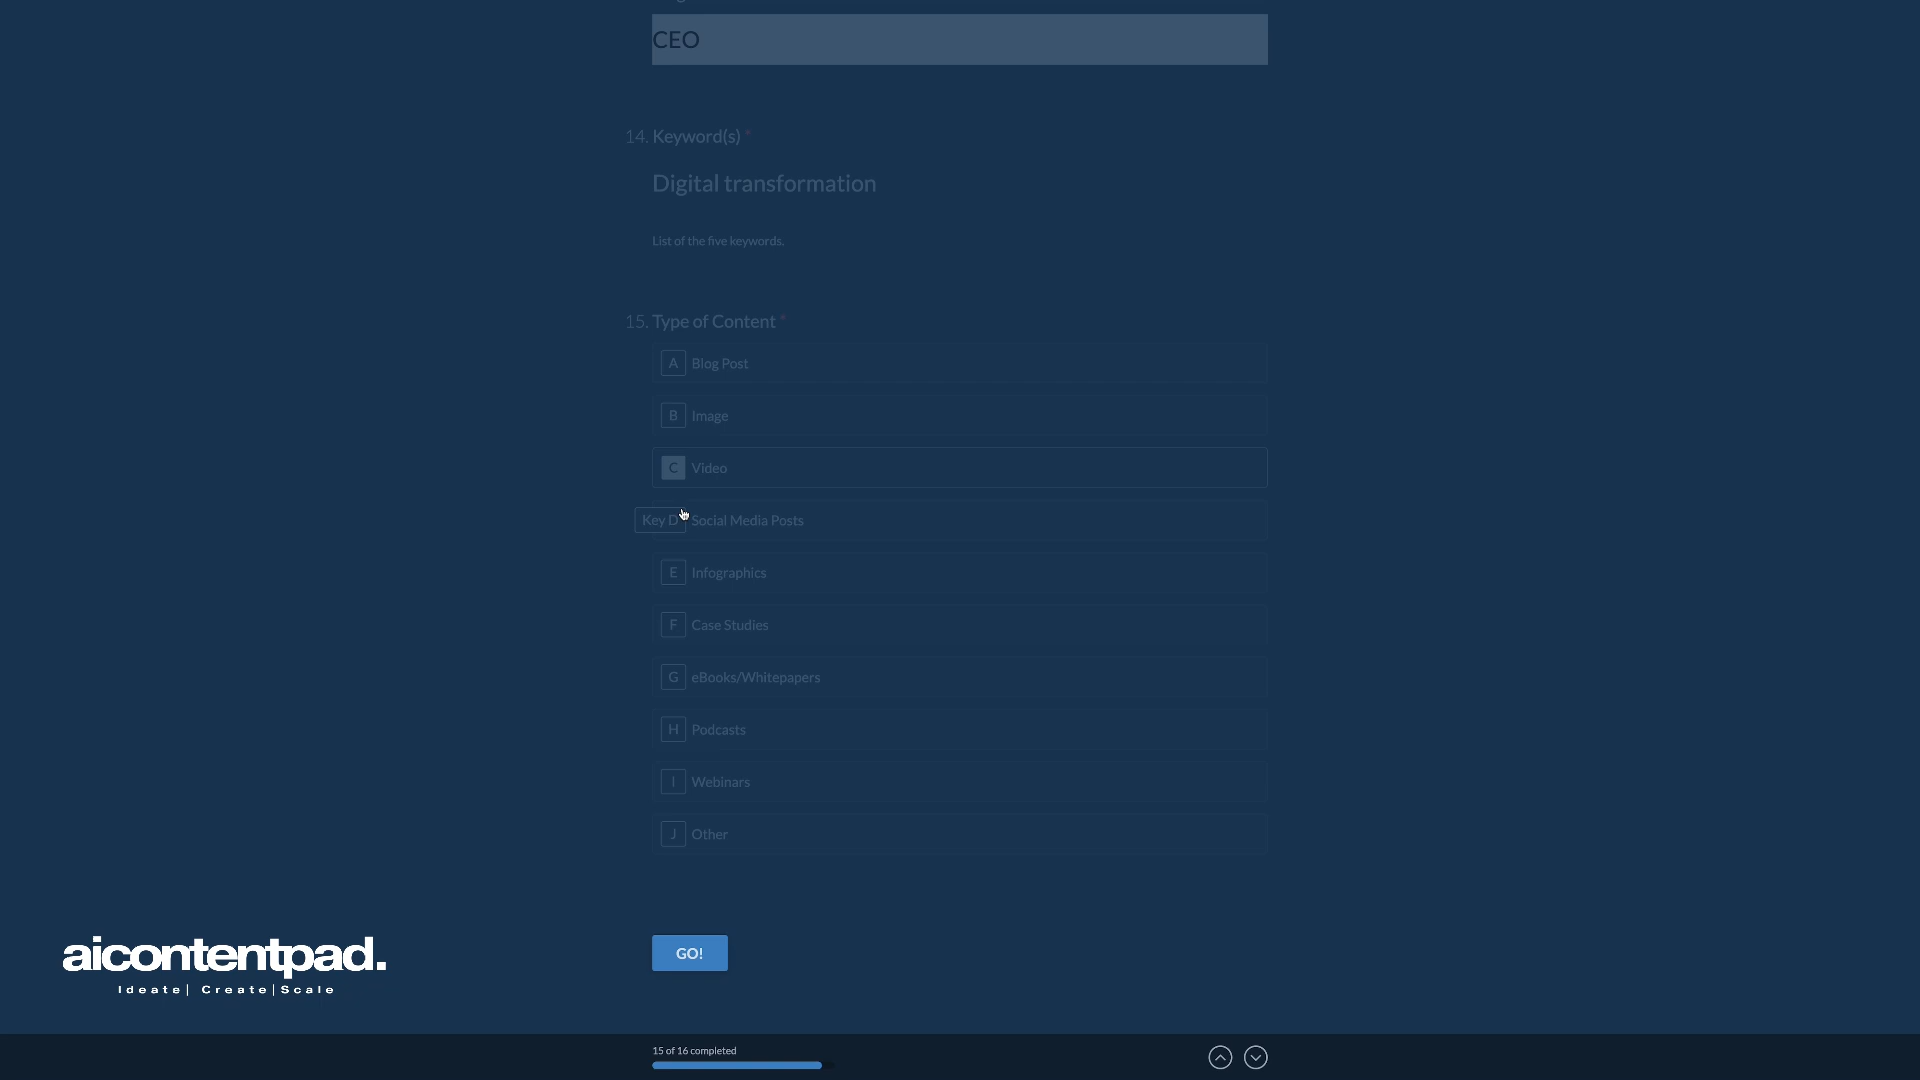 CEO
14. Keyword(s) *
Digital transformation
List of the five keywords.
15. Type of Content *
A Blog Post
B Image
C Video
Key D Social Media Posts
E Infographics
F Case Studies
G eBooks/Whitepapers
H Podcasts
I Webinars
J Other
GO!
aicontentpad.
Ideate| Create|Scale
15 of 16 completed